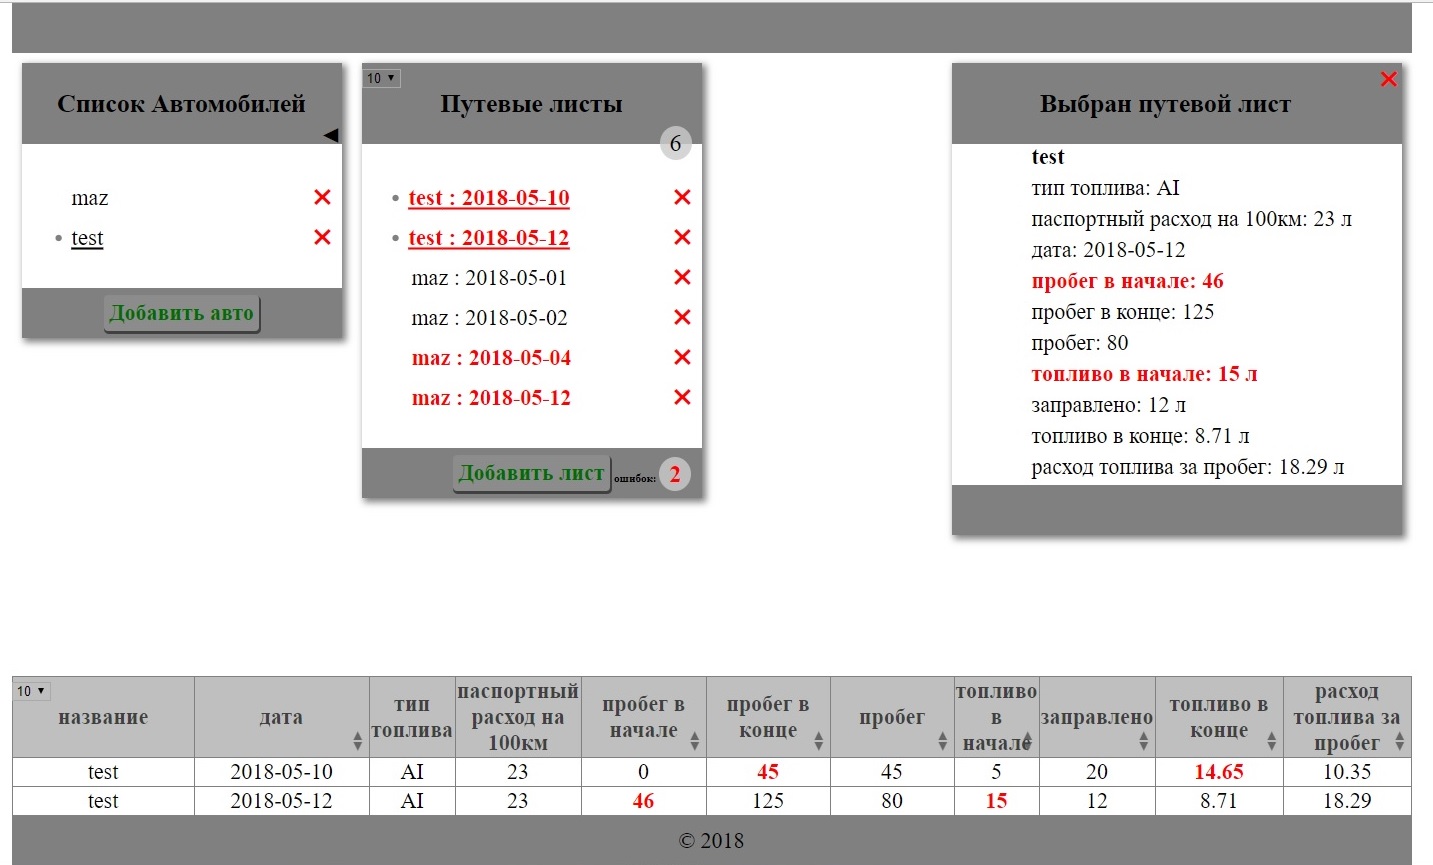 Список Автомобилей
maz
test
Добавить авто
10
Путевые листы
6
test : 2018-05-10
test : 2018-05-12
maz : 2018-05-01
maz : 2018-05-02
maz : 2018-05-04
maz : 2018-05-12
Добавить лист ошибок: 2
Выбран путевой лист
test
тип топлива: AI
паспортный расход на 100км: 23 л
дата: 2018-05-12
пробег в начале: 46
пробег в конце: 125
пробег: 80
топливо в начале: 15 л
заправлено: 12 л
топливо в конце: 8.71 л
расход топлива за пробег: 18.29 л
10
название
дата
тип
топлива
паспортный
расход на
100км
пробег в
начале
пробег в
конце
пробег
топливо
в
начале
заправлено
топливо в
конце
расход
топлива за
пробег
test 2018-05-10 AI 23 0 45 45 5 20 14.65 10.35
test 2018-05-12 AI 23 46 125 80 15 12 8.71 18.29
© 2018